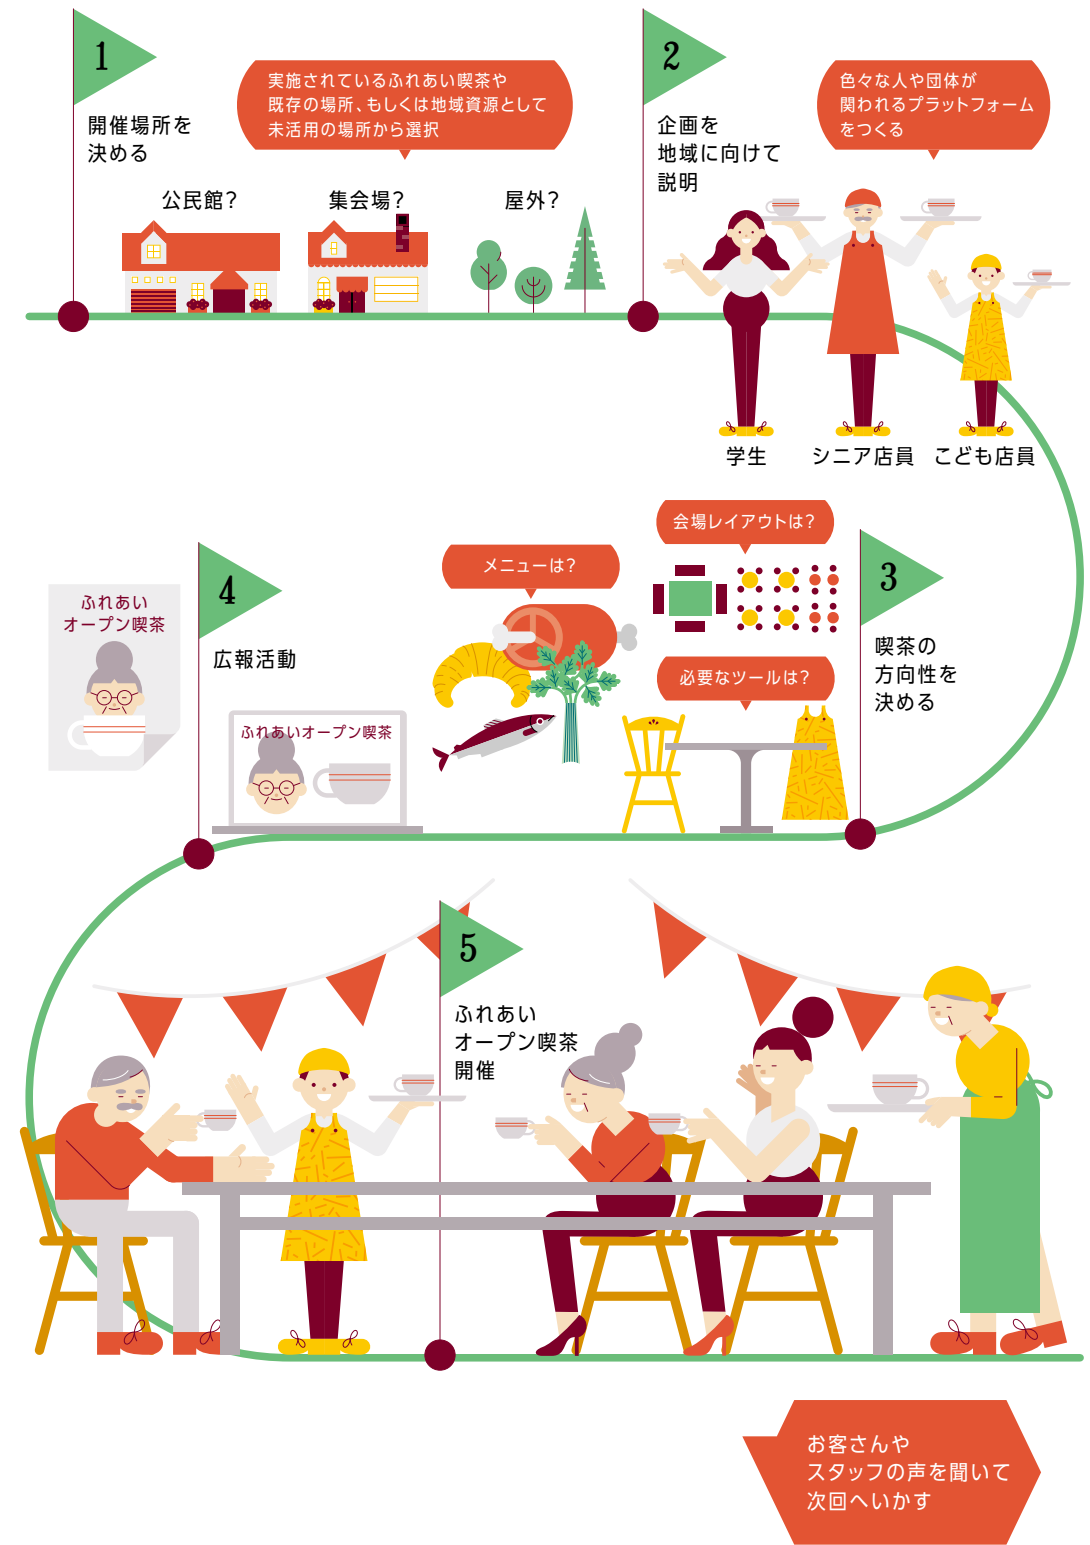 1
開催場所を
決める
実施されているふれあい喫茶や
既存の場所、もしくは地域資源として
未活用の場所から選択
公民館?
集会場?
屋外?
2
企画を
地域に向けて
説明
色々な人や団体が
関われるプラットフォーム
をつくる
学生
シニア店員
こども店員
3
喫茶の
方向性を
決める
会場レイアウトは?
メニューは?
必要なツールは?
4
広報活動
ふれあい
オープン喫茶
ふれあいオープン喫茶
5
ふれあい
オープン喫茶
開催
お客さんや
スタッフの声を聞いて
次回へいかす